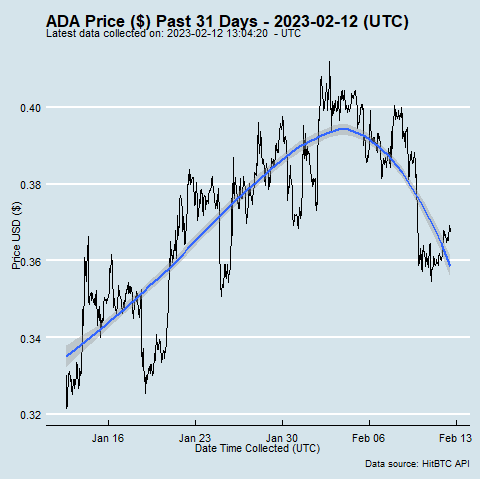 ADA Price ($) Past 31 Days - 2023-02-12 (UTC)
Latest data collected on: 2023-02-12 13:04:20 - UTC
Price USD ($)
0.40
0.38
0.36
0.34
0.32
Jan 16
Jan 23
Jan 30
Feb 06
Feb 13
Date Time Collected (UTC)
Data source: HitBTC API